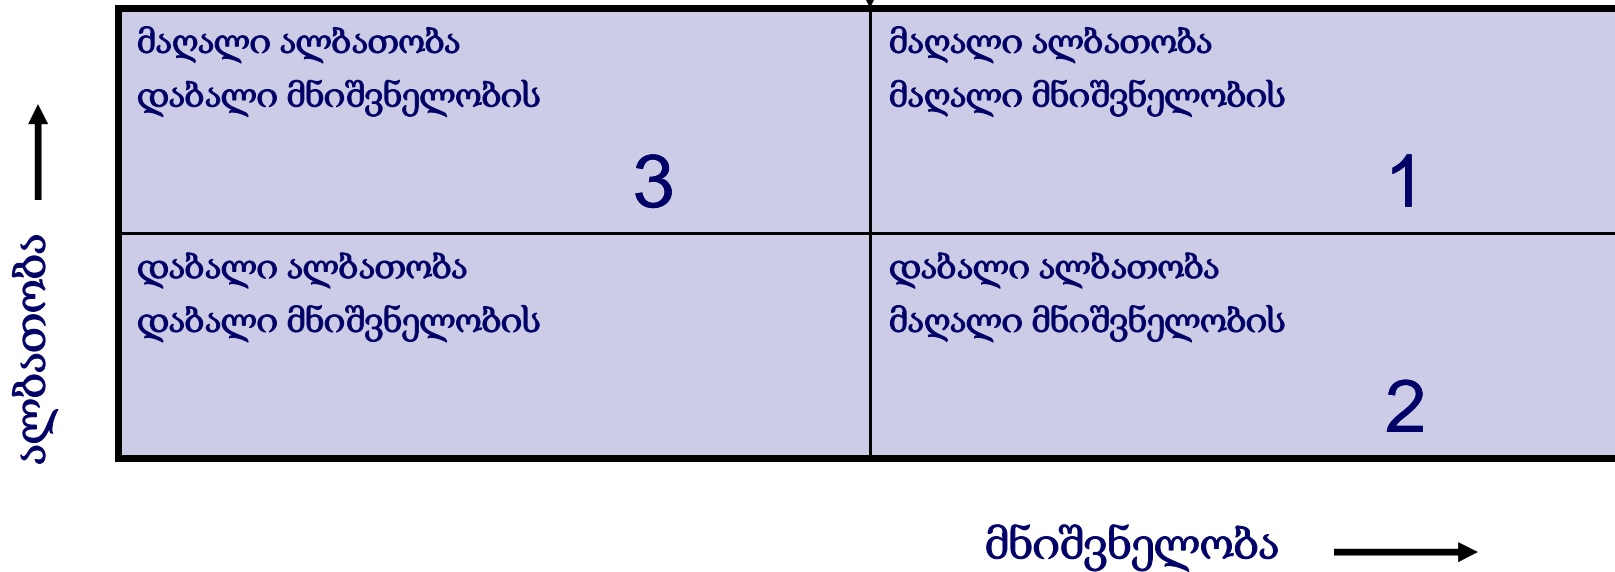 მაღალი ალბათობა
დაბალი მნიშვნელობის
3
მაღალი ალბათობა
მაღალი მნიშვნელობის
1
დაბალი ალბათობა
დაბალი მნიშვნელობის
დაბალი ალბათობა
მაღალი მნიშვნელობის
2
ალბათობა
მნიშვნელობა